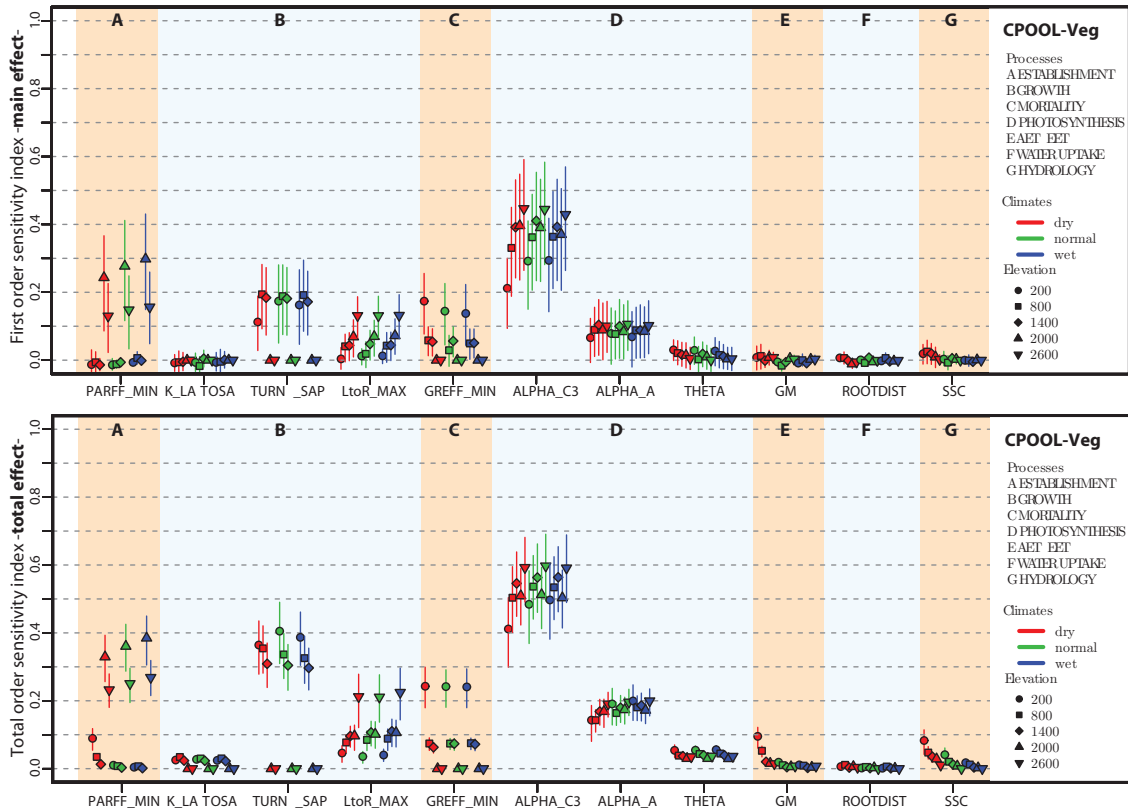 First order sensitivity index -main effect-
1.0
0.8
0.6
0.4
0.2
0.0
A
B
C
D
E
F
G
PARFF_MIN
K_LA TOSA
TURN _SAP
LtoR_MAX
GREFF_MIN
ALPHA_C3
ALPHA_A
THETA
GM
ROOTDIST
SSC
CPOOL-Veg
Processes
A ESTABLISHMENT
B GROWTH
C MORTALITY
D PHOTOSYNTHESIS
E AET EET
F WATER UPTAKE
G HYDROLOGY
Climates
dry
normal
wet
Elevation
200
800
1400
2000
2600
Total order sensitivity index -total effect-
1.0
0.8
0.6
0.4
0.2
0.0
A
B
C
D
E
F
G
PARFF_MIN
K_LA TOSA
TURN _SAP
LtoR_MAX
GREFF_MIN
ALPHA_C3
ALPHA_A
THETA
GM
ROOTDIST
SSC
CPOOL-Veg
Processes
A ESTABLISHMENT
B GROWTH
C MORTALITY
D PHOTOSYNTHESIS
E AET EET
F WATER UPTAKE
G HYDROLOGY
Climates
dry
normal
wet
Elevation
200
800
1400
2000
2600